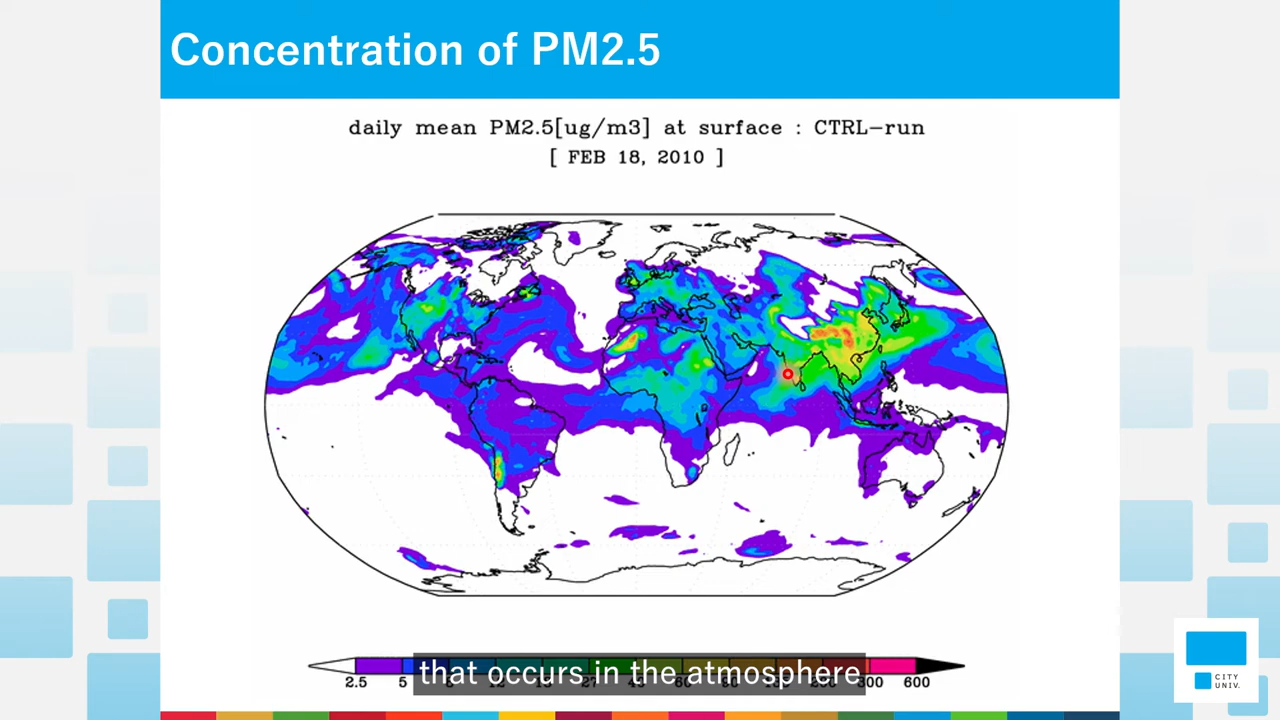 Concentration of PM2.5
daily mean PM2.5[ug/m3] at surface : CTRL-run
[ FEB 18, 2010 ]
that occurs in the atmosphere
2.5 5 300 600
CITY
UNIV.